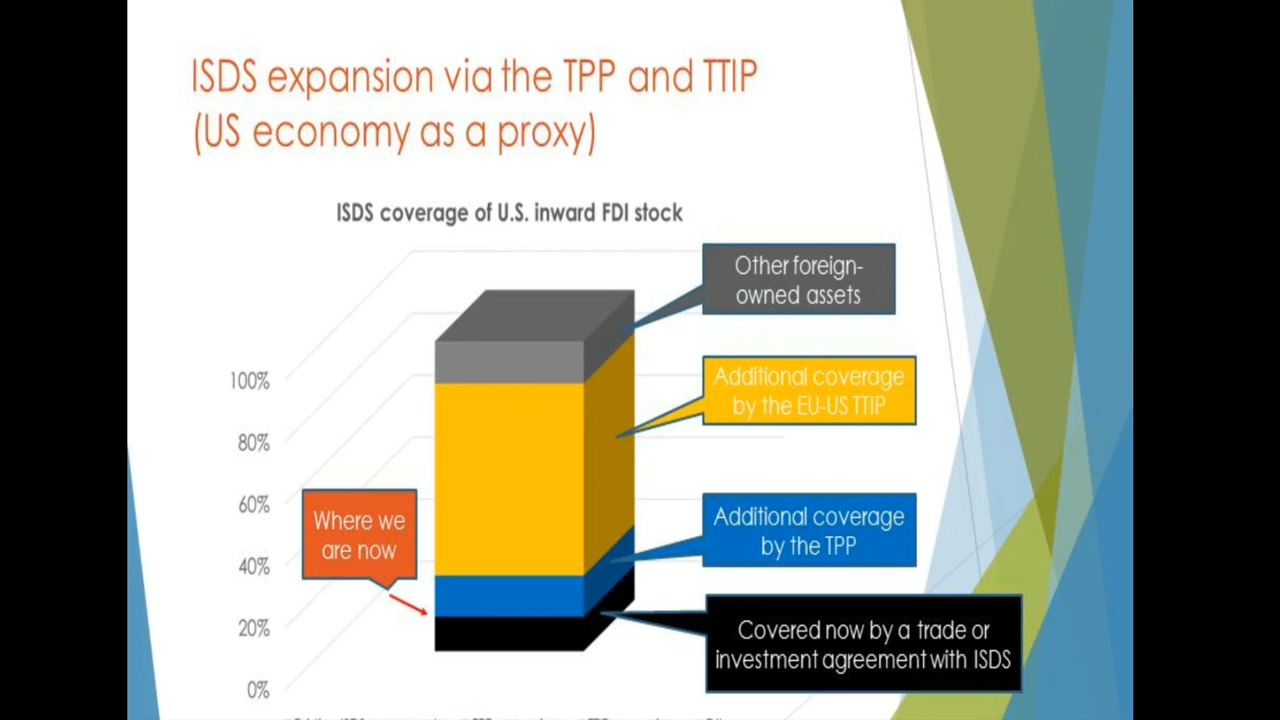 ISDS expansion via the TPP and TTIP
(US economy as a proxy)
ISDS coverage of U.S. inward FDI stock
Other foreign-
owned assets
Additional coverage
by the EU-US TTIP
Additional coverage
by the TPP
Covered now by a trade or
investment agreement with ISDS
Where we
are now
100%
80%
60%
40%
20%
0%